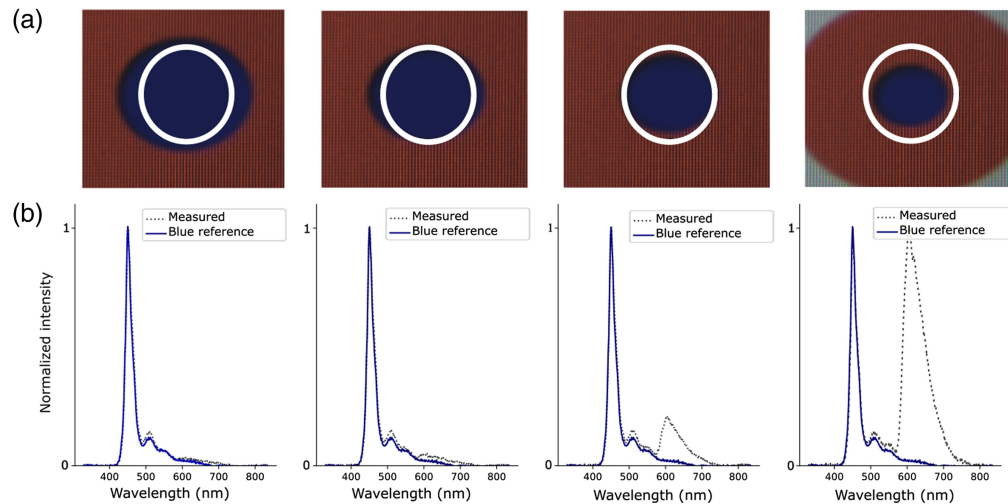 (a)
(b)
Normalized intensity
1
0
Measured
Blue reference
400 500 600 700 800
Wavelength (nm)
1
0
Measured
Blue reference
400 500 600 700 800
Wavelength (nm)
1
0
Measured
Blue reference
400 500 600 700 800
Wavelength (nm)
1
0
Measured
Blue reference
400 500 600 700 800
Wavelength (nm)